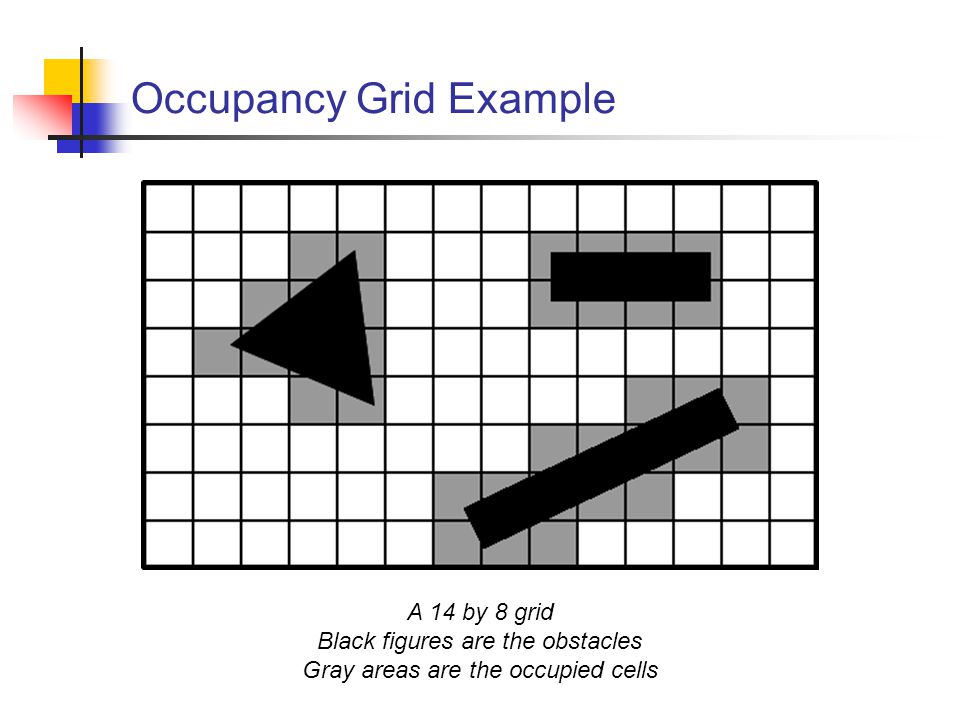 Occupancy Grid Example
A 14 by 8 grid
Black figures are the obstacles
Gray areas are the occupied cells